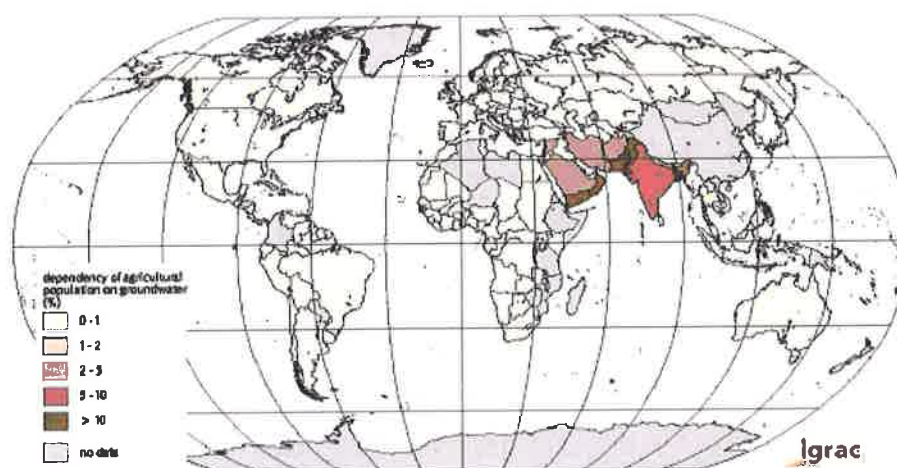 dependency of agricultural
population on groundwater
(%)
0 - 1
1 - 2
2 - 5
5 - 10
> 10
no data
igrac